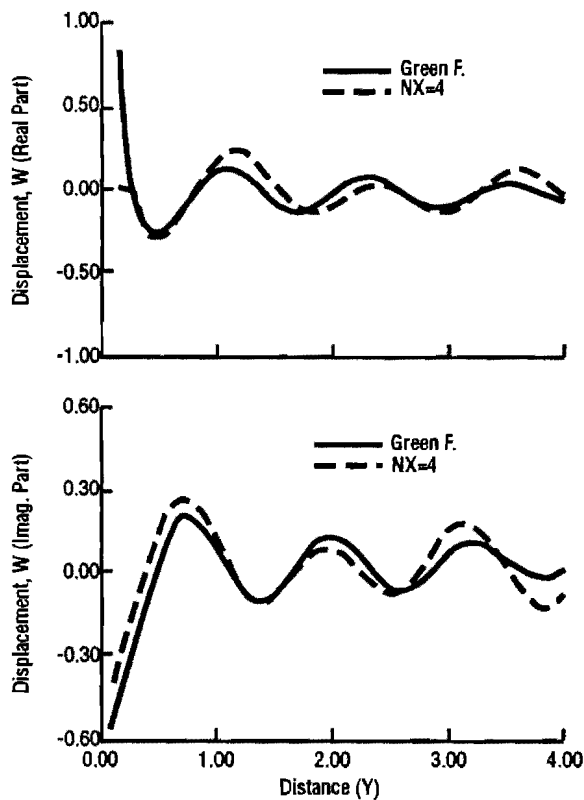 1.00
0.50
0.00
-0.50
-1.00
Displacement, W (Real Part)
Green F.
NX=4
0.60
0.30
0.00
-0.30
-0.60
Displacement, W (Imag. Part)
Green F.
NX=4
0.00 1.00 2.00 3.00 4.00
Distance (Y)